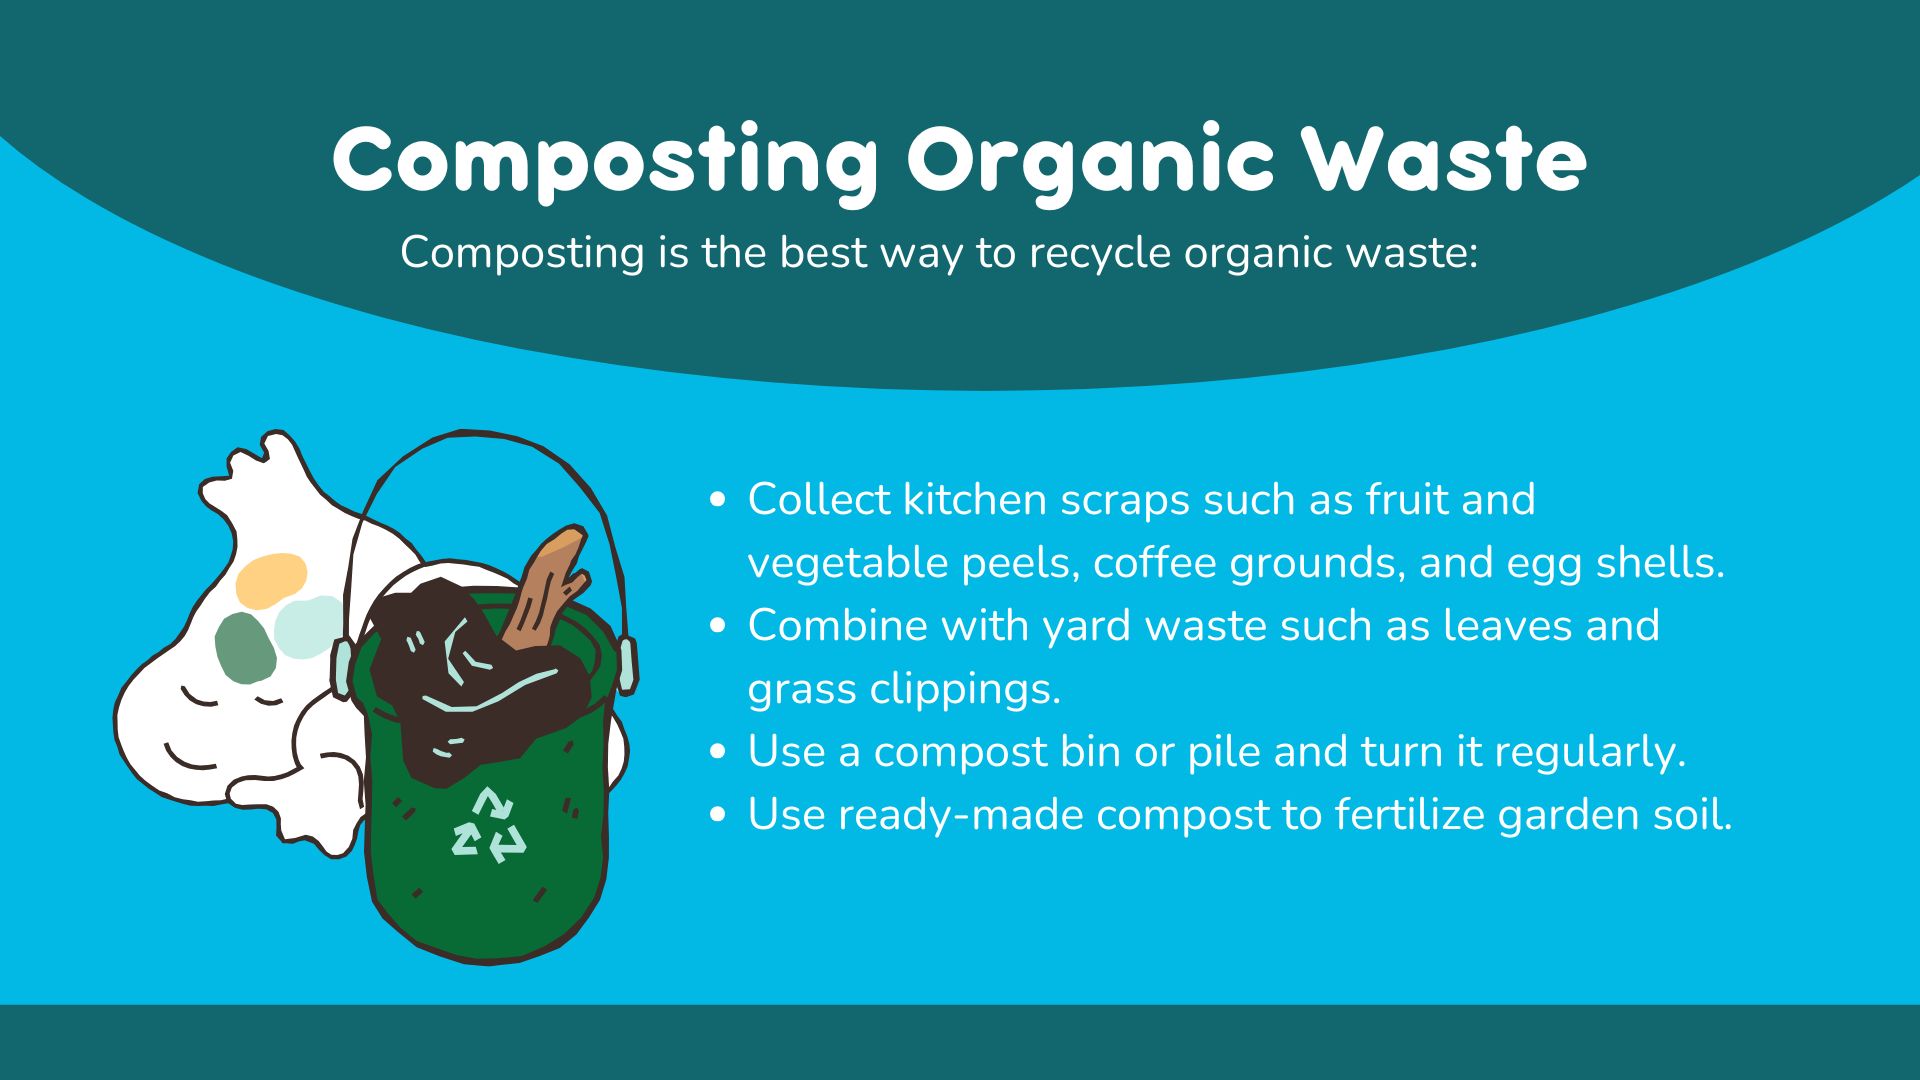 Composting Organic Waste
Composting is the best way to recycle organic waste:
• Collect kitchen scraps such as fruit and
vegetable peels, coffee grounds, and egg shells.
• Combine with yard waste such as leaves and
grass clippings.
• Use a compost bin or pile and turn it regularly.
• Use ready-made compost to fertilize garden soil.